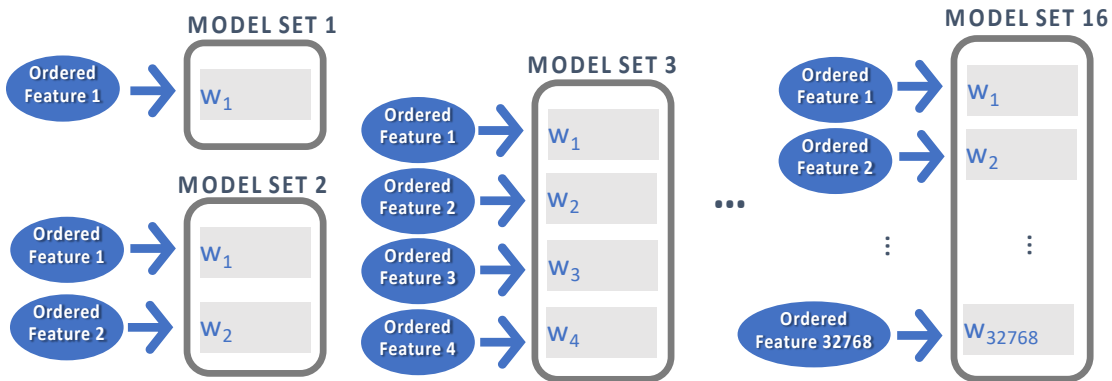 MODEL SET 1
Ordered
Feature 1
w₁
MODEL SET 2
Ordered
Feature 1
w₁
Ordered
Feature 2
w₂
MODEL SET 3
Ordered
Feature 1
w₁
Ordered
Feature 2
w₂
Ordered
Feature 3
w₃
Ordered
Feature 4
w₄
...
MODEL SET 16
Ordered
Feature 1
w₁
Ordered
Feature 2
w₂
⋮ ⋮
Ordered
Feature 32768
w₃₂₇₆₈